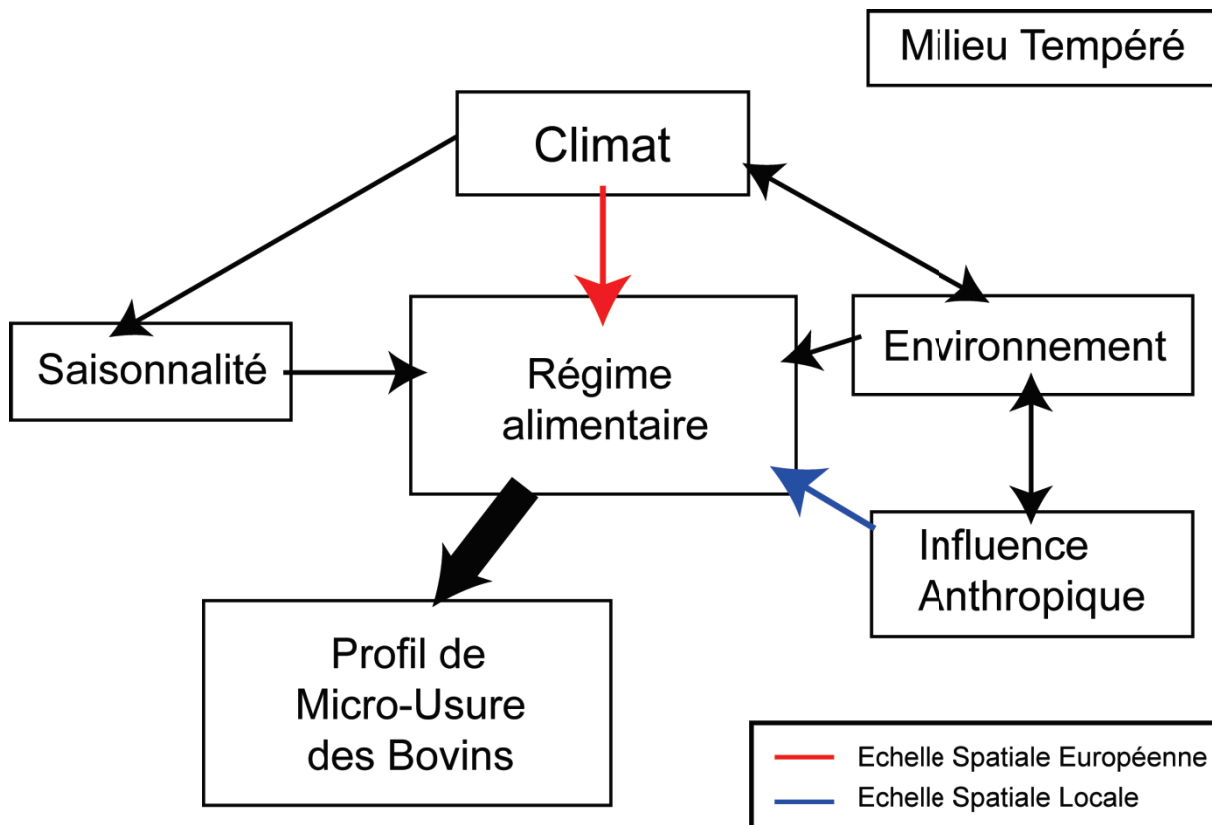 Milieu Tempéré
Climat
Saisonnalité
Régime
alimentaire
Environnement
Influence
Anthropique
Profil de
Micro-Usure
des Bovins
Echelle Spatiale Européenne
Echelle Spatiale Locale